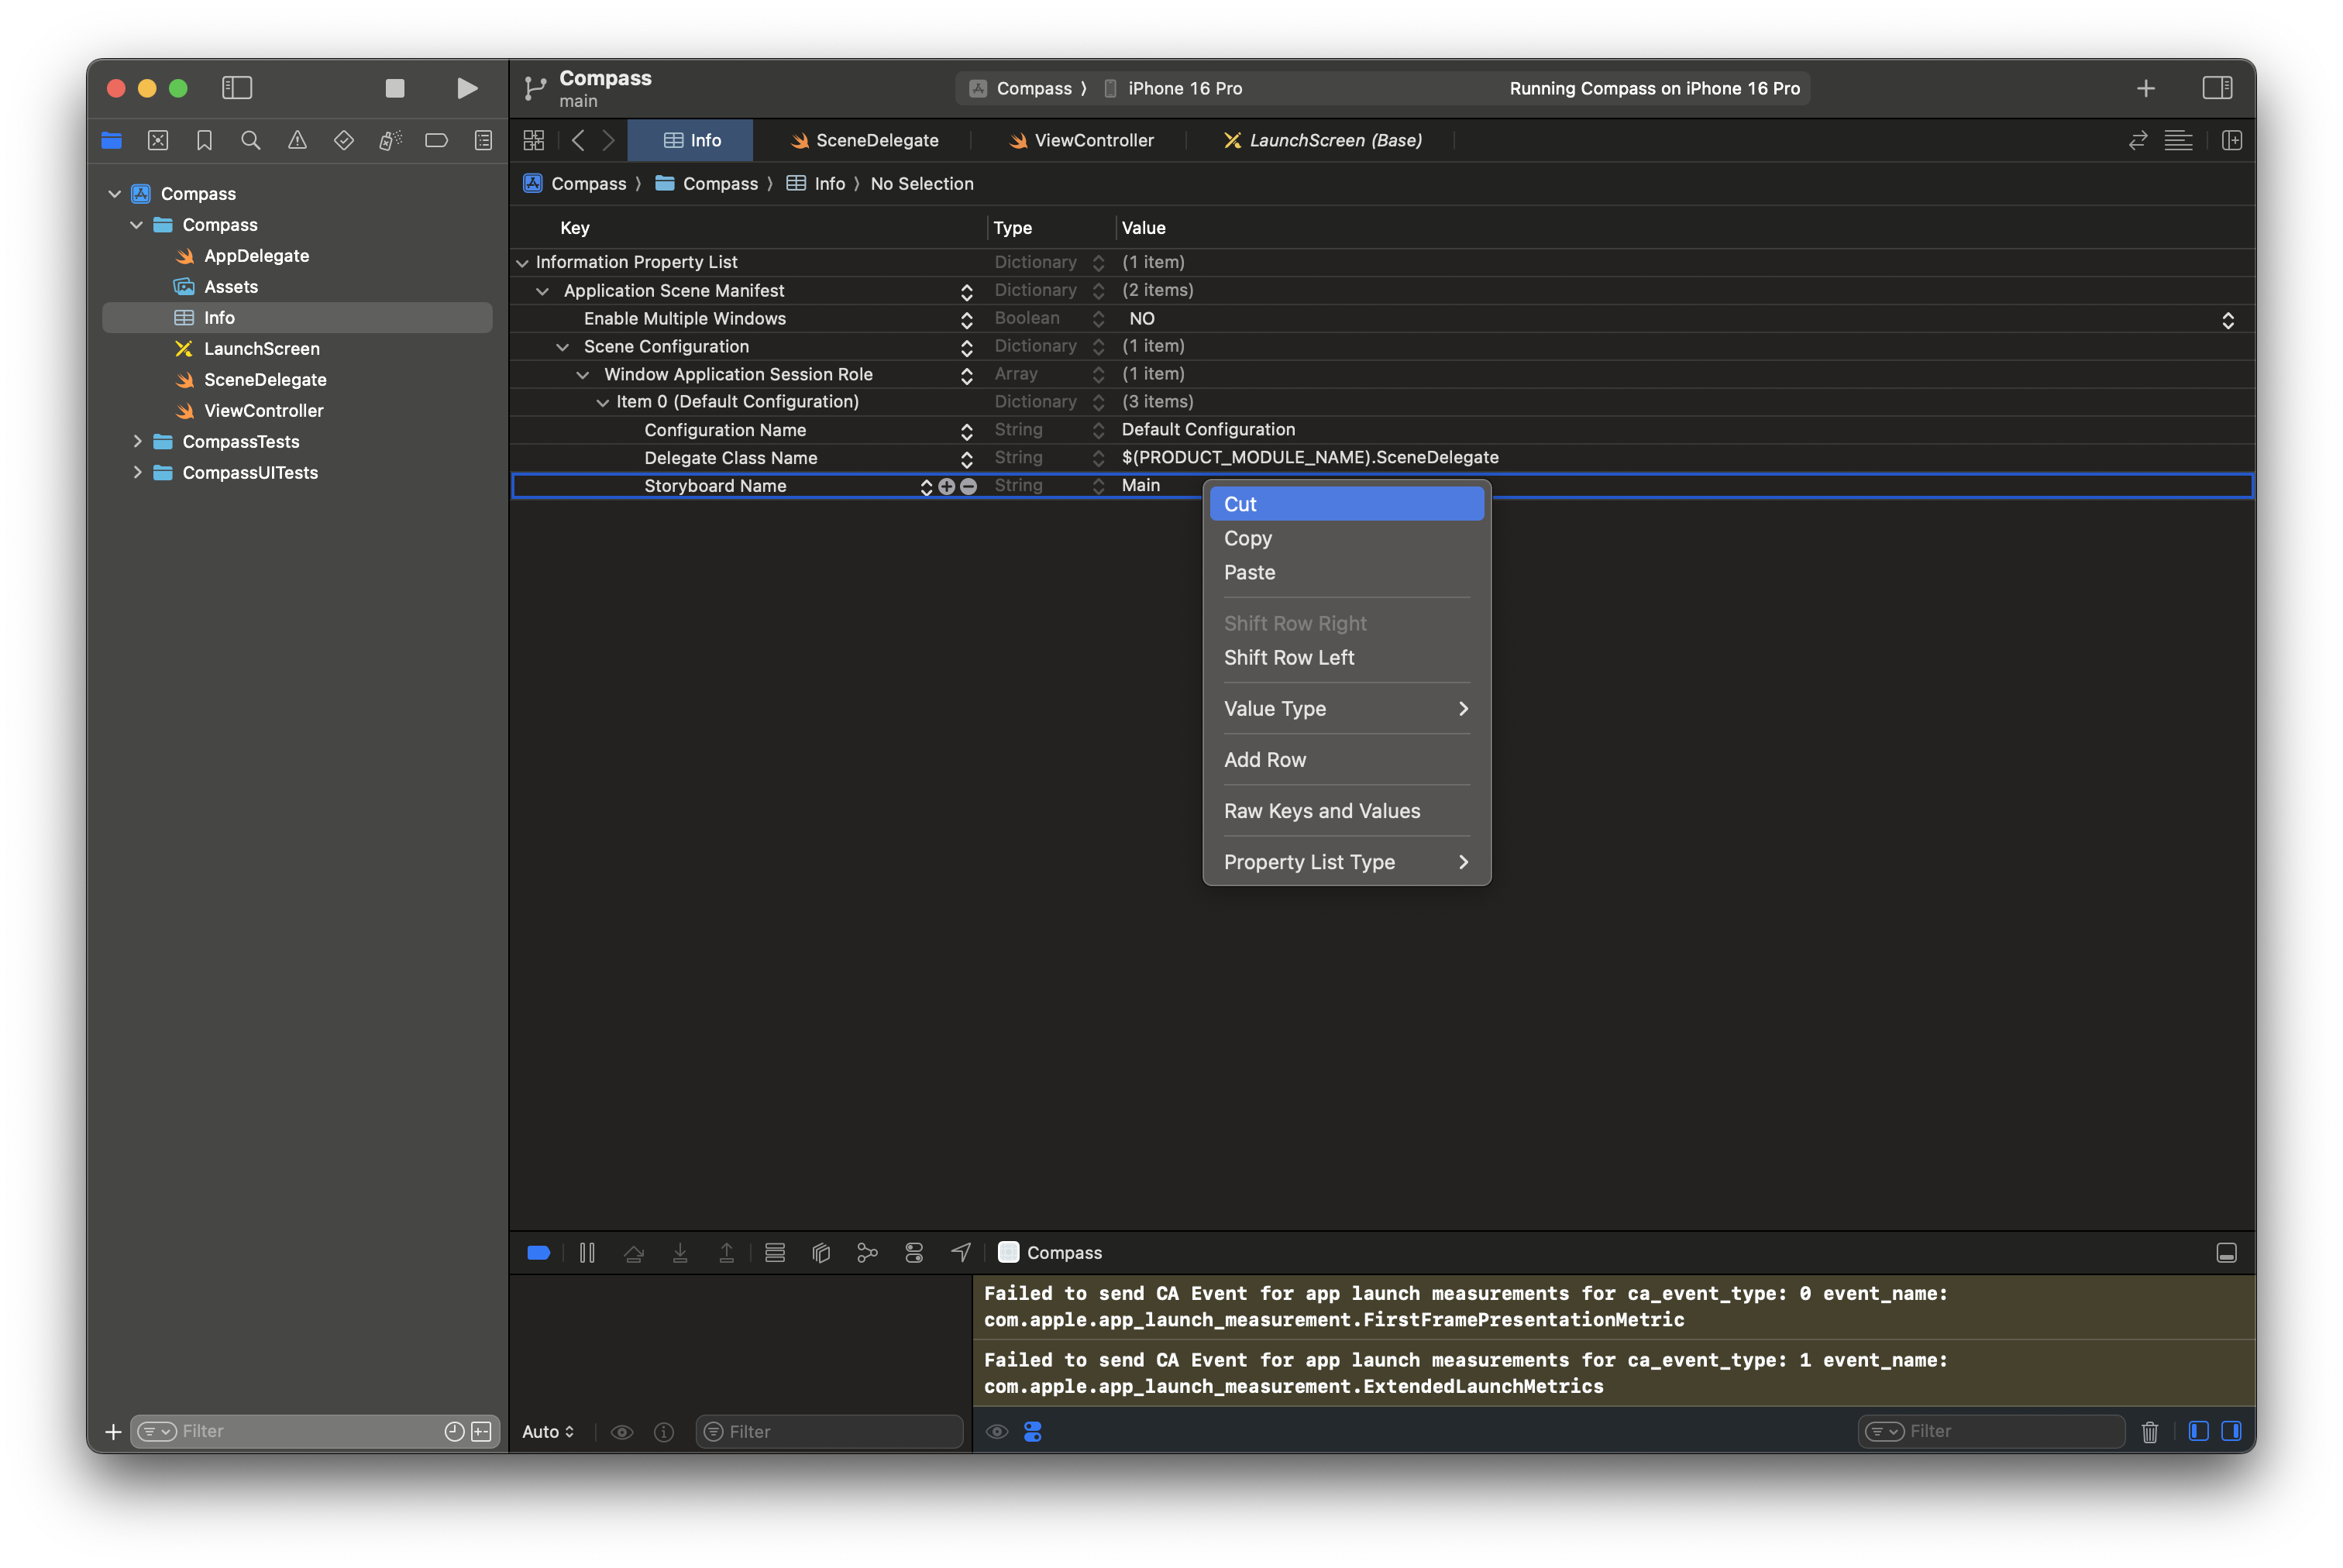 Compass
main
Compass ⟩ iPhone 16 Pro
Running Compass on iPhone 16 Pro
Info
SceneDelegate
ViewController
LaunchScreen (Base)
Compass ⟩ Compass ⟩ Info ⟩ No Selection
Compass
Compass
AppDelegate
Assets
Info
LaunchScreen
SceneDelegate
ViewController
CompassTests
CompassUITests
Key Type Value
Information Property List Dictionary (1 item)
Application Scene Manifest Dictionary (2 items)
Enable Multiple Windows Boolean NO
Scene Configuration Dictionary (1 item)
Window Application Session Role Array (1 item)
Item 0 (Default Configuration) Dictionary (3 items)
Configuration Name String Default Configuration
Delegate Class Name String $(PRODUCT_MODULE_NAME).SceneDelegate
Storyboard Name String Main
Cut
Copy
Paste
Shift Row Right
Shift Row Left
Value Type
Add Row
Raw Keys and Values
Property List Type
Compass
Failed to send CA Event for app launch measurements for ca_event_type: 0 event_name:
com.apple.app_launch_measurement.FirstFramePresentationMetric
Failed to send CA Event for app launch measurements for ca_event_type: 1 event_name:
com.apple.app_launch_measurement.ExtendedLaunchMetrics
Filter
Auto
Filter
Filter